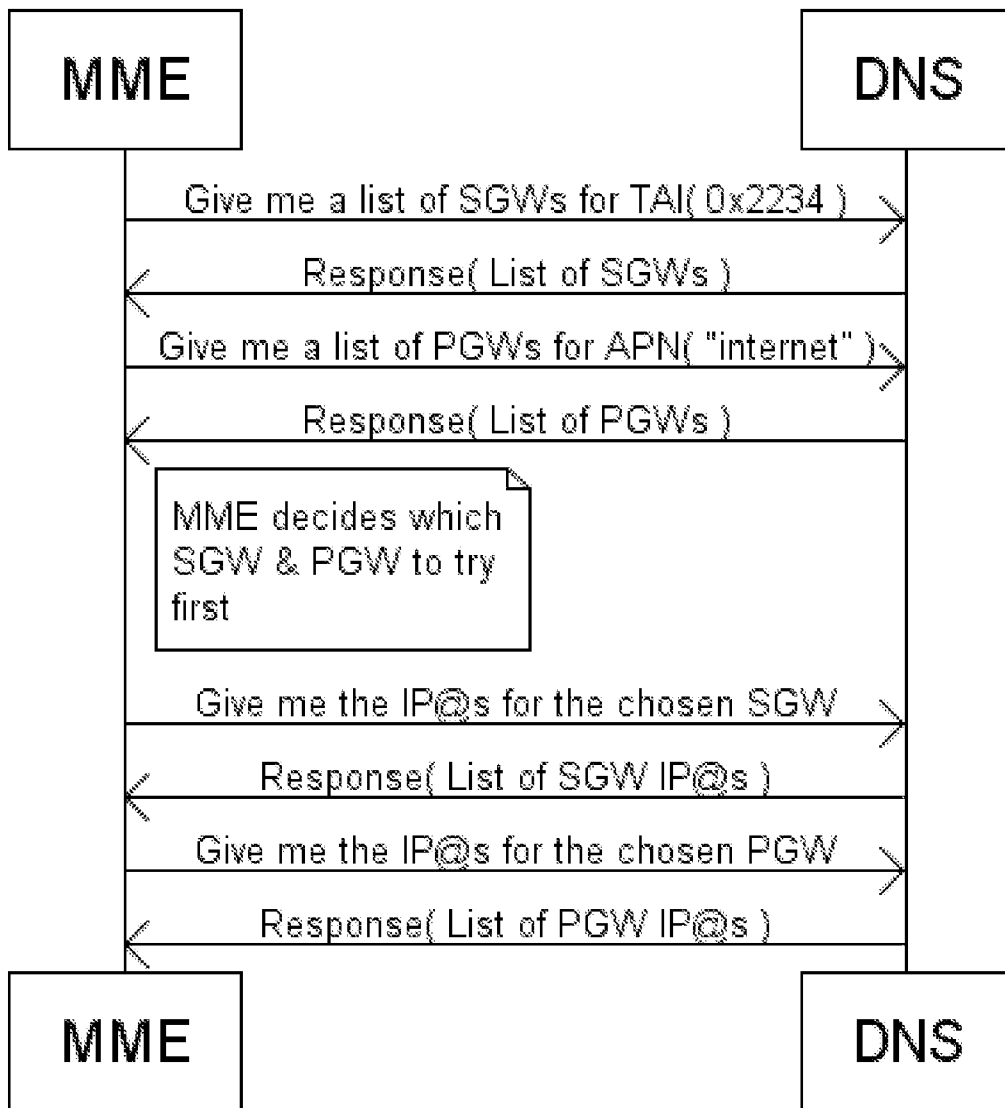 MME DNS
Give me a list of SGWs for TAI( 0x2234 )
Response( List of SGWs )
Give me a list of PGWs for APN( "internet" )
Response( List of PGWs )
MME decides which
SGW & PGW to try
first
Give me the IP@s for the chosen SGW
Response( List of SGW IP@s )
Give me the IP@s for the chosen PGW
Response( List of PGW IP@s )
MME DNS